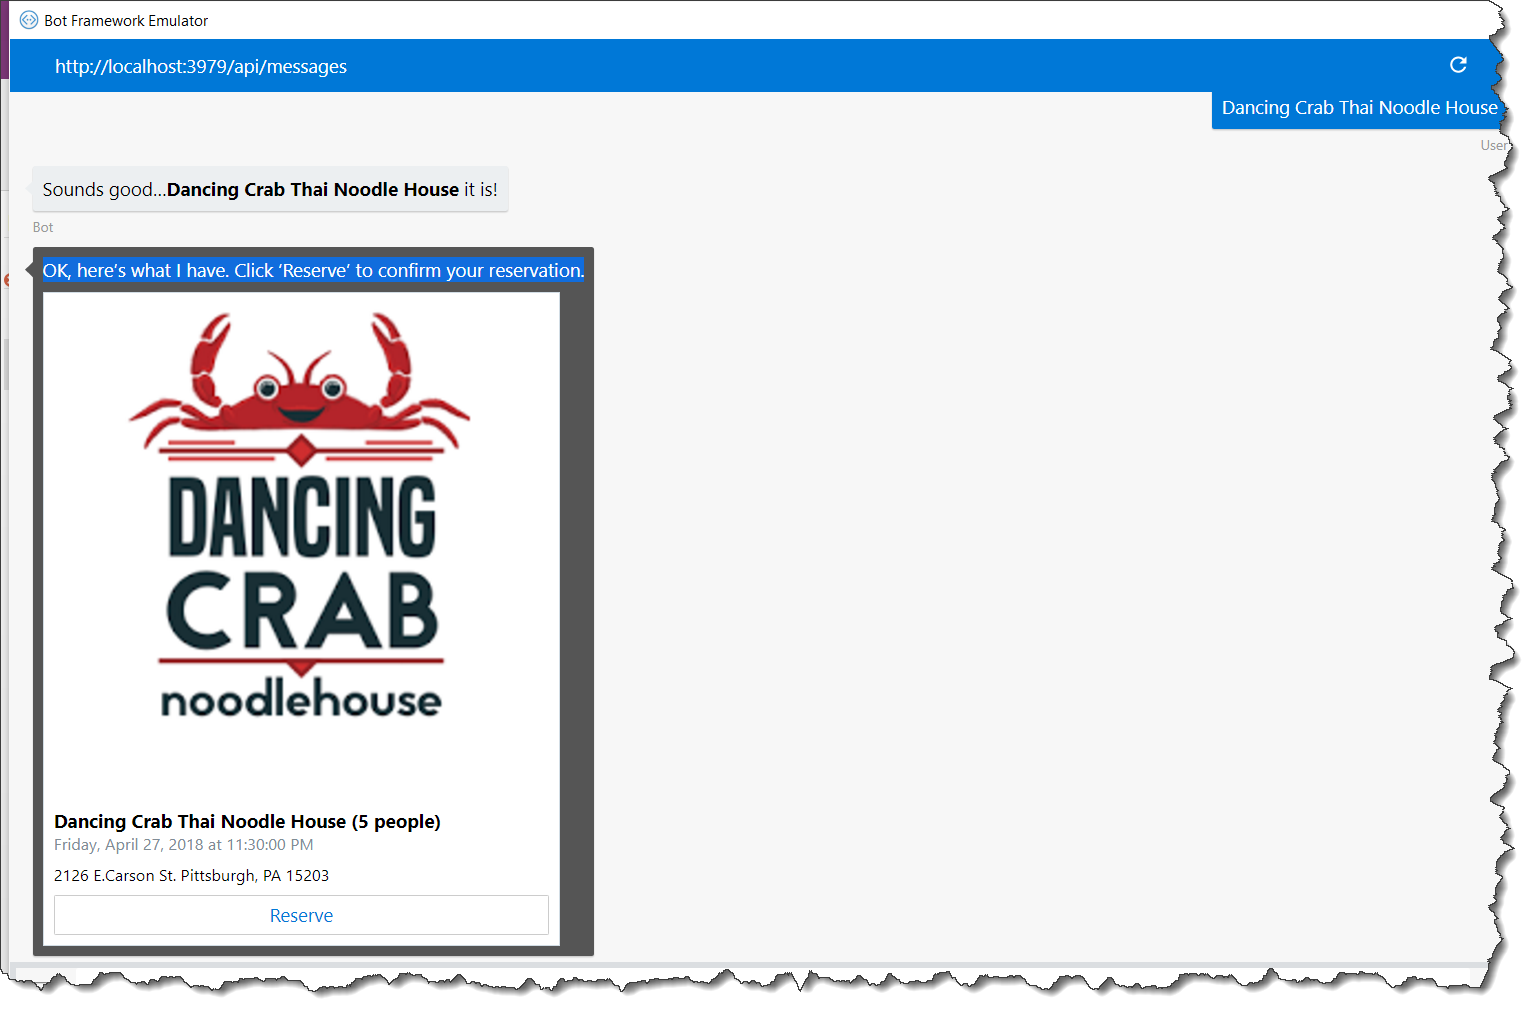 Bot Framework Emulator
http://localhost:3979/api/messages
Dancing Crab Thai Noodle House
User
Sounds good...Dancing Crab Thai Noodle House it is!
Bot
OK, here’s what I have. Click ‘Reserve’ to confirm your reservation.
DANCING
CRAB
noodlehouse
Dancing Crab Thai Noodle House (5 people)
Friday, April 27, 2018 at 11:30:00 PM
2126 E.Carson St. Pittsburgh, PA 15203
Reserve